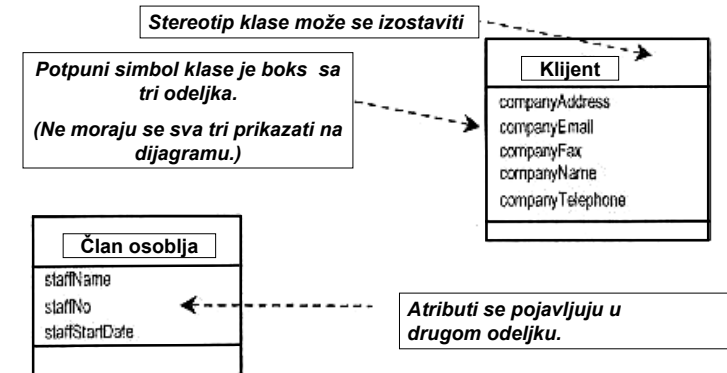 Stereotip klase može se izostaviti
Klijent
Potpuni simbol klase je boks sa
tri odeljka.
(Ne moraju se sva tri prikazati na
dijagramu.)
companyAddress
companyEmail
companyFax
companyName
companyTelephone
Član osoblja
staffName
staffNo
staffStartDate
Atributi se pojavljuju u
drugom odeljku.